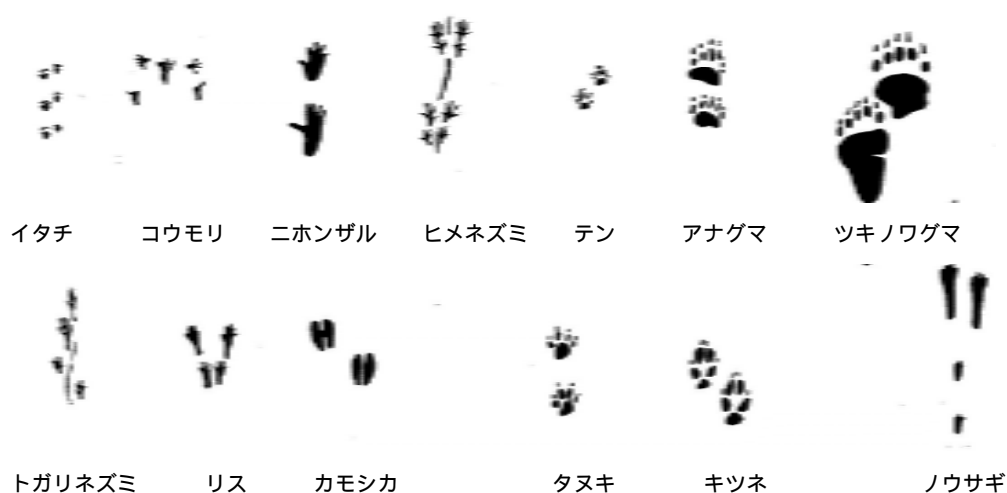 イタチ コウモリ ニホンザル ヒメネズミ テン アナグマ ツキノワグマ
トガリネズミ リス カモシカ タヌキ キツネ ノウサギ